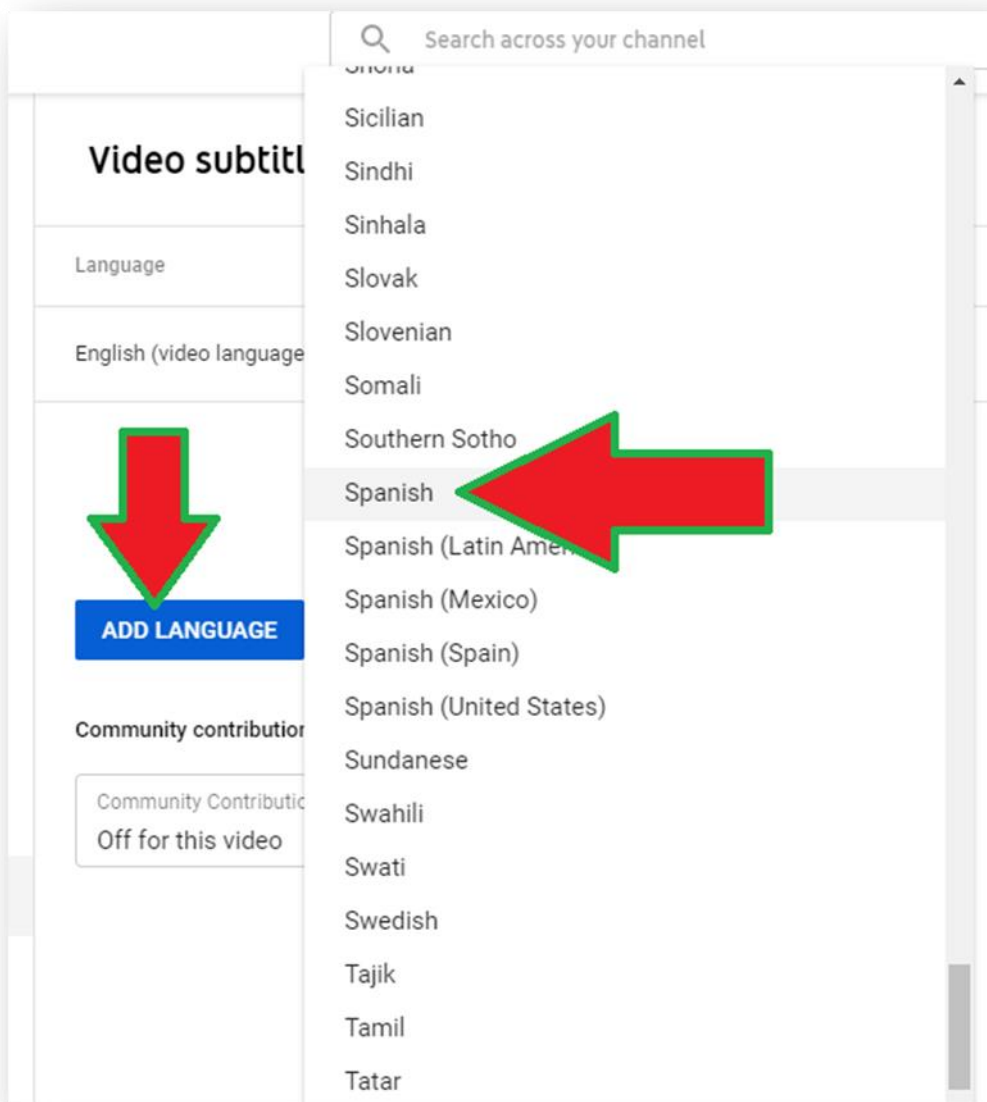 Search across your channel
Shona
Sicilian
Video subtitl
Sindhi
Sinhala
Language
Slovak
Slovenian
English (video language
Somali
Southern Sotho
Spanish
Spanish (Latin Amer
ADD LANGUAGE
Spanish (Mexico)
Spanish (Spain)
Spanish (United States)
Community contribution
Sundanese
Community Contributio
Swahili
Off for this video
Swati
Swedish
Tajik
Tamil
Tatar